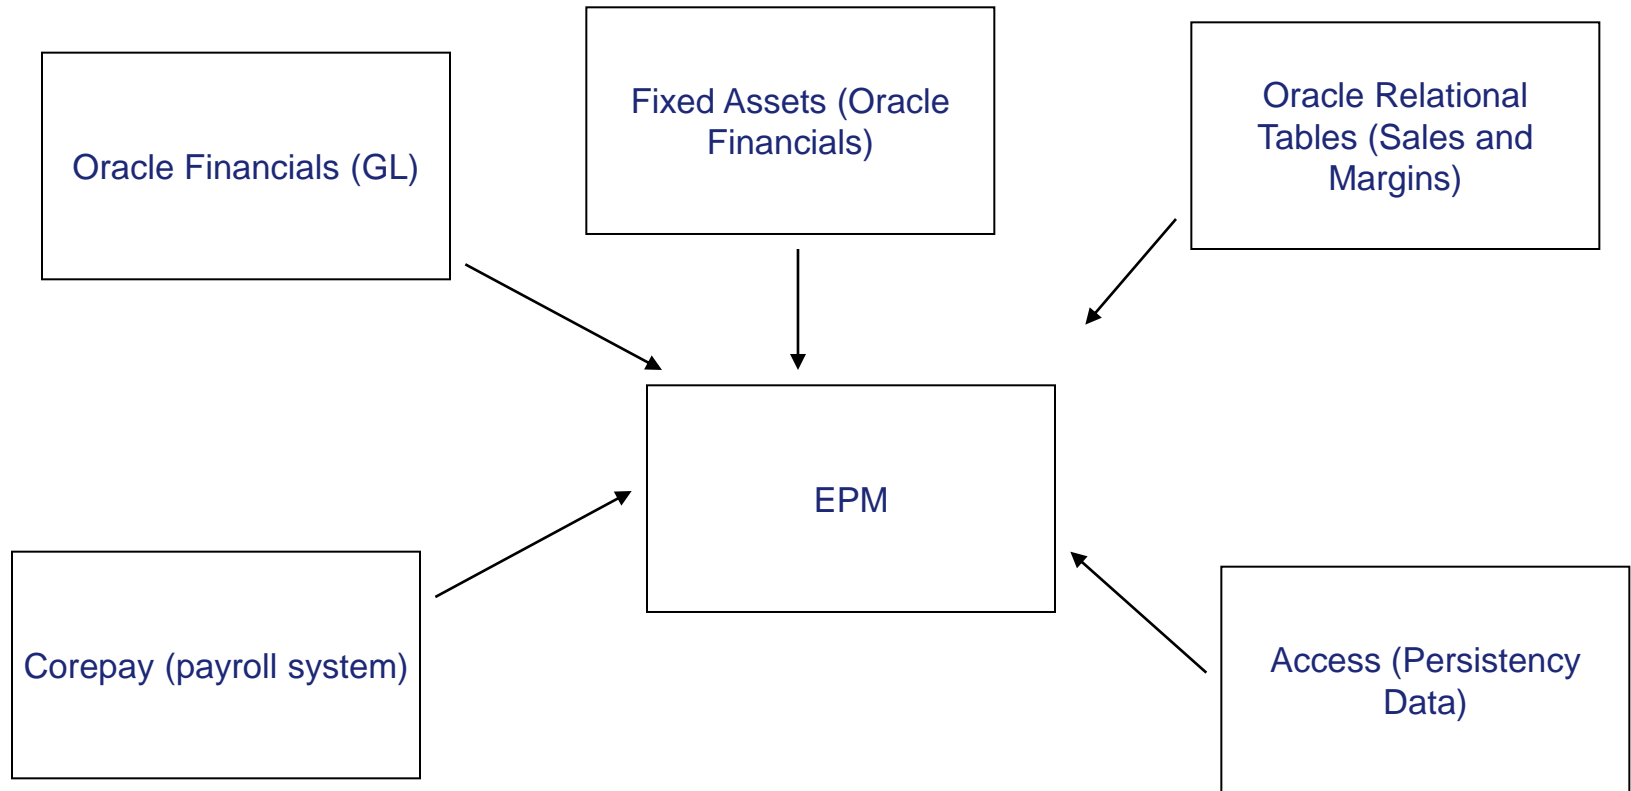 Oracle Financials (GL)
Fixed Assets (Oracle
Financials)
Oracle Relational
Tables (Sales and
Margins)
EPM
Corepay (payroll system)
Access (Persistency
Data)